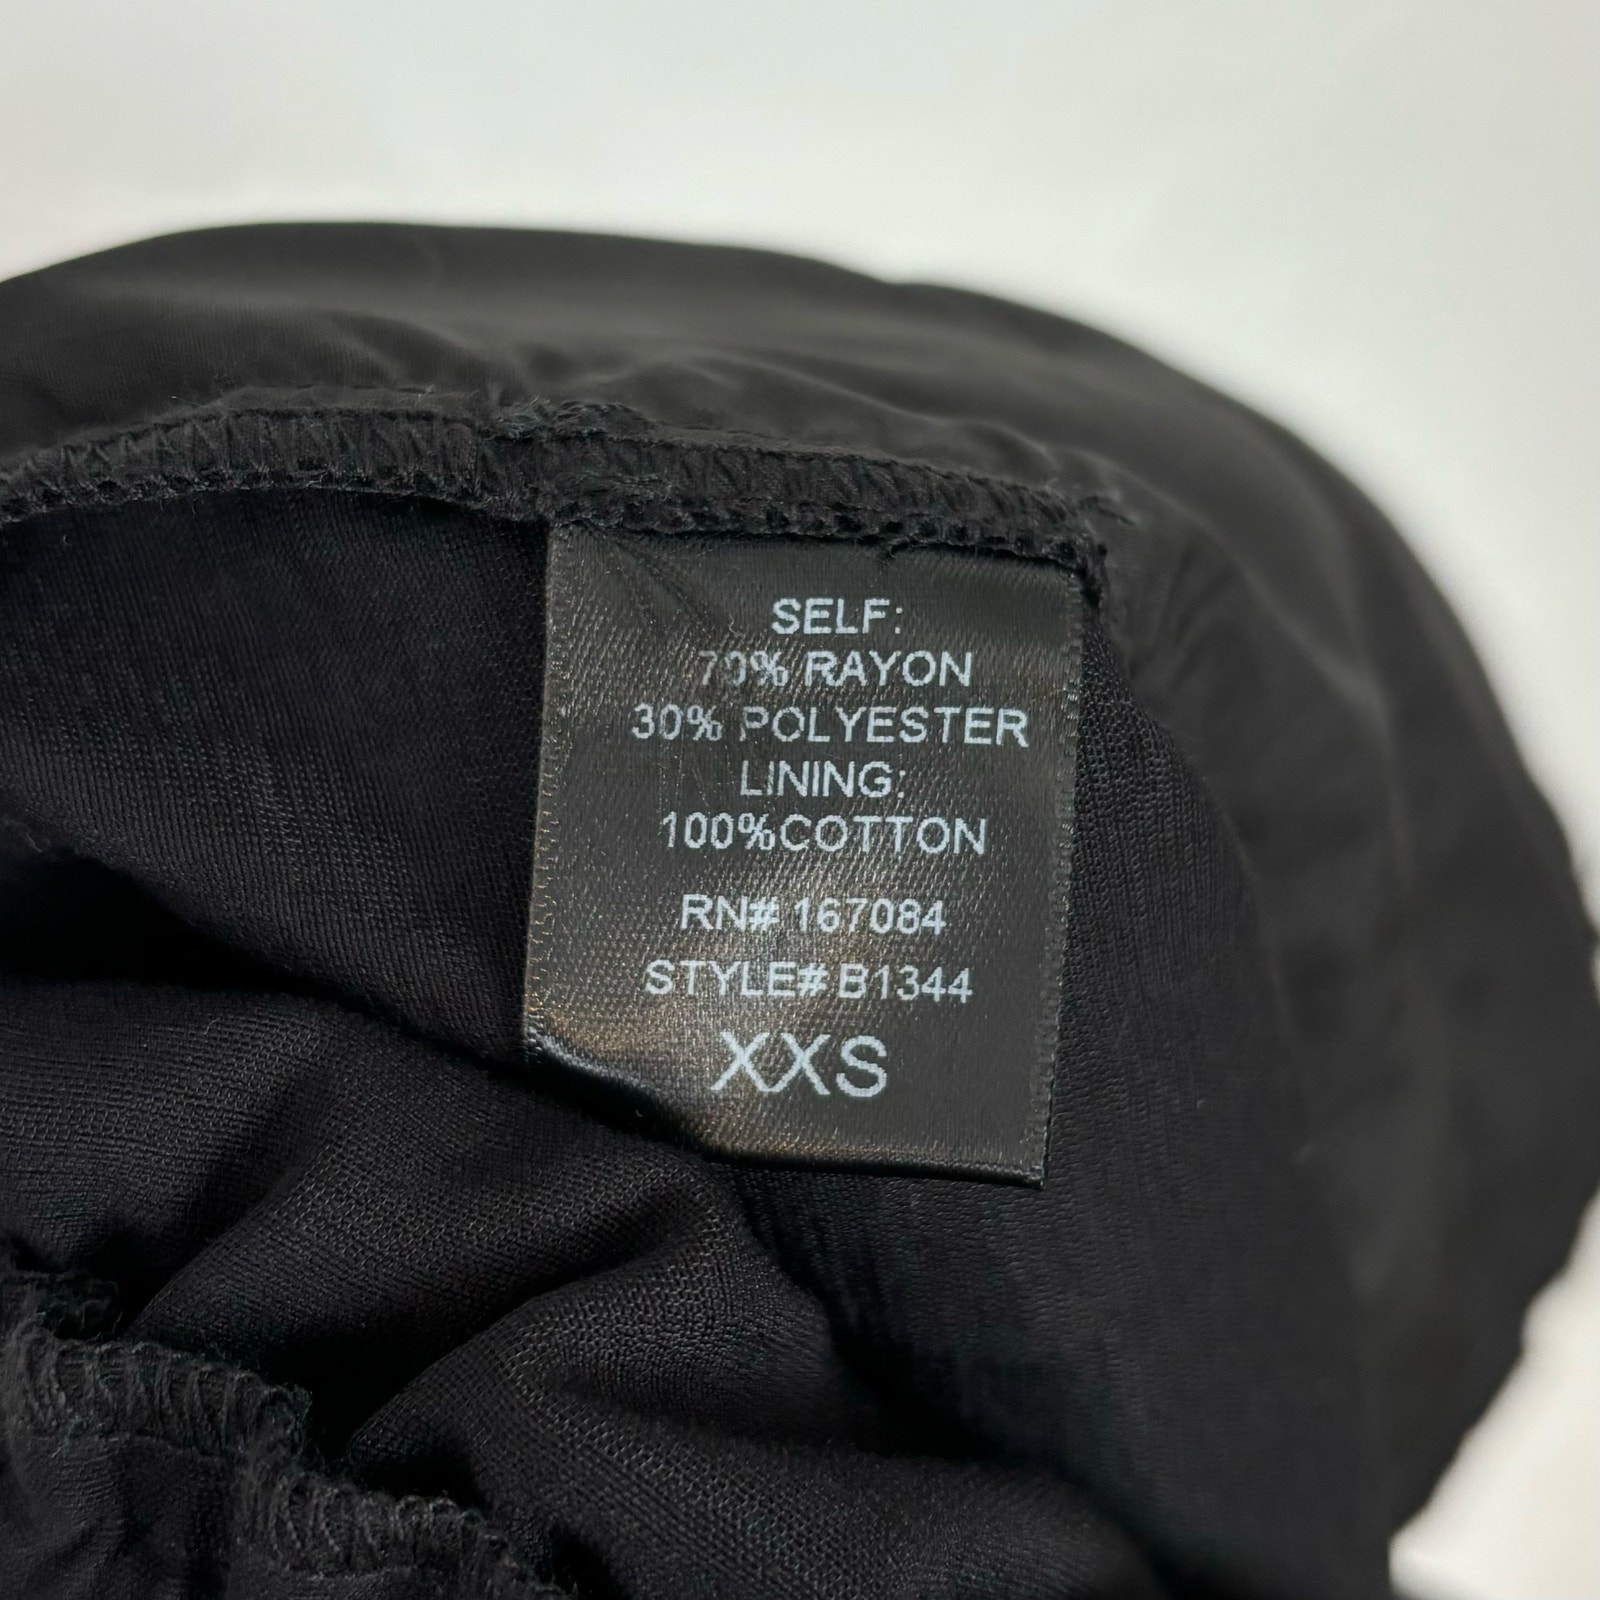 SELF:
70% RAYON
30% POLYESTER
LINING:
100%COTTON
RN# 167084
STYLE# B1344
XXS